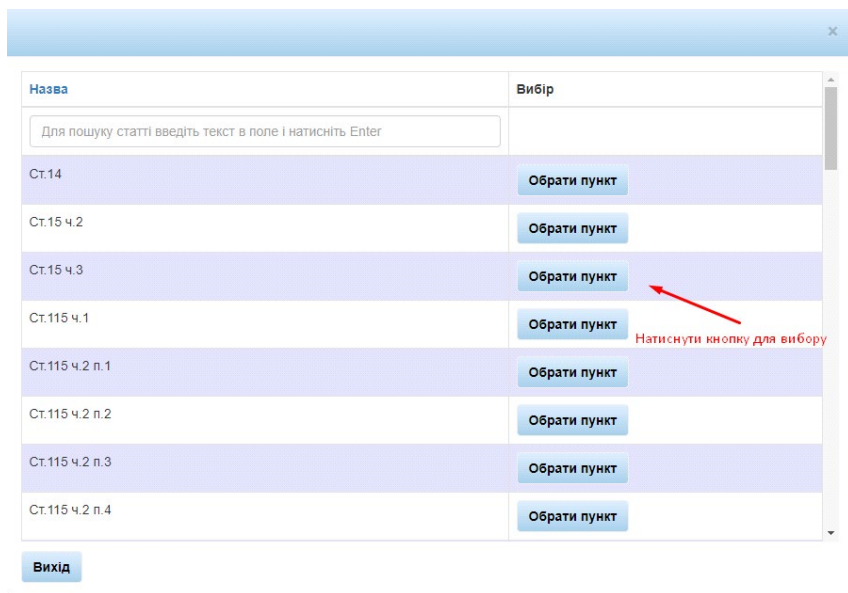 ×
Назва Вибір
Для пошуку статті введіть текст в поле і натисніть Enter
Ст.14 Обрати пункт
Ст.15 ч.2 Обрати пункт
Ст.15 ч.3 Обрати пункт
Ст.115 ч.1 Обрати пункт
Натиснути кнопку для вибору
Ст.115 ч.2 п.1 Обрати пункт
Ст.115 ч.2 п.2 Обрати пункт
Ст.115 ч.2 п.3 Обрати пункт
Ст.115 ч.2 п.4 Обрати пункт
Вихід